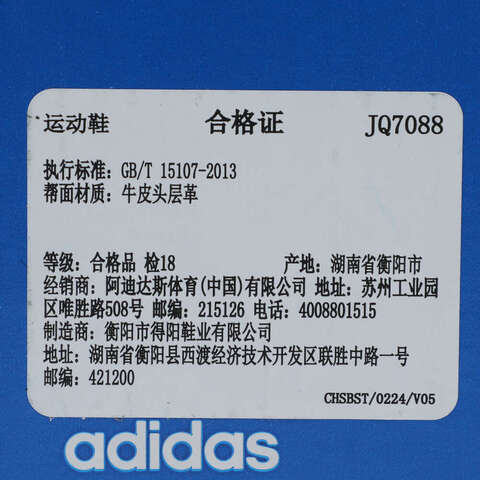 运动鞋 合格证 JQ7088
执行标准: GB/T 15107-2013
帮面材质: 牛皮头层革
等级: 合格品 检18 产地: 湖南省衡阳市
经销商: 阿迪达斯体育(中国)有限公司 地址: 苏州工业园
区唯胜路508号 邮编: 215126 电话: 4008801515
制造商: 衡阳市得阳鞋业有限公司
地址: 湖南省衡阳县西渡经济技术开发区联胜中路一号
邮编: 421200
CHSBST/0224/V05
adidas